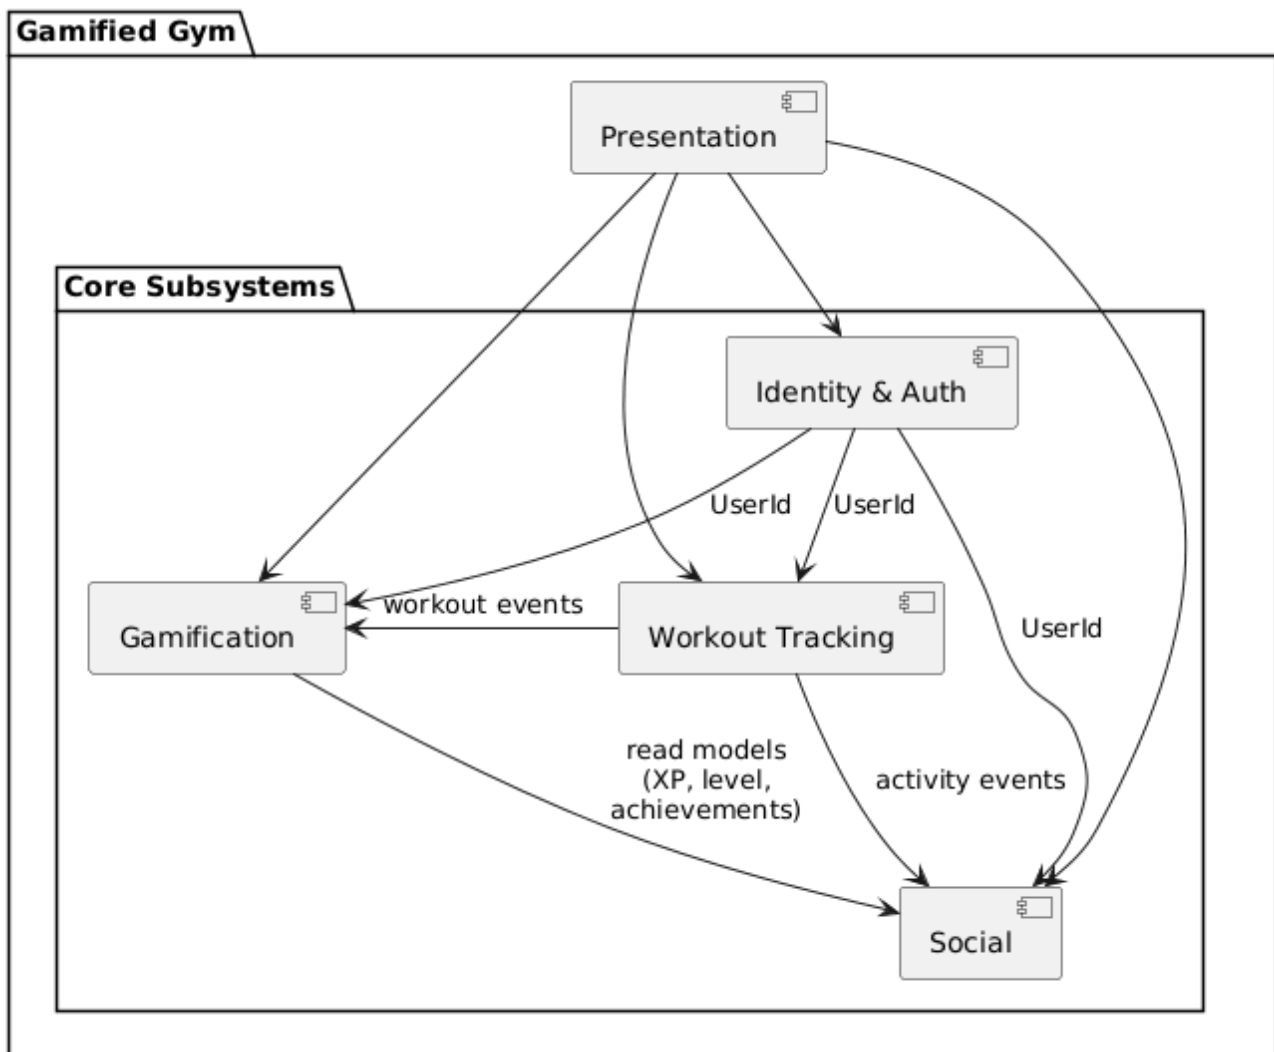 Gamified Gym
Presentation
Core Subsystems
Identity & Auth
UserId
UserId
workout events
UserId
Gamification
Workout Tracking
read models
(XP, level,
achievements)
activity events
Social